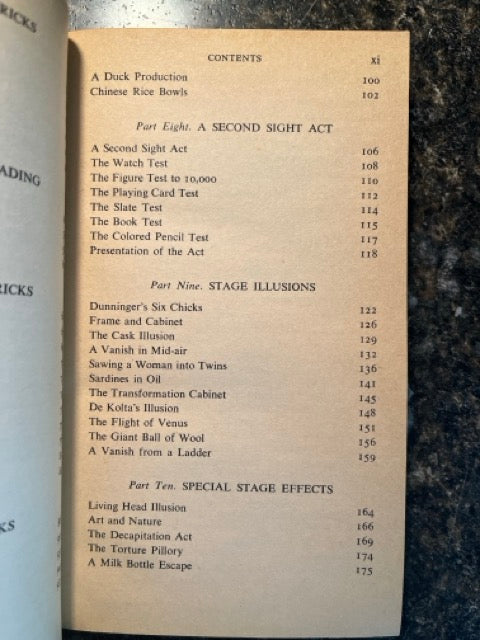 RICKS
ADING
RICKS
KS
CONTENTS xi
A Duck Production 100
Chinese Rice Bowls 102
Part Eight. A SECOND SIGHT ACT
A Second Sight Act 106
The Watch Test 108
The Figure Test to 10,000 110
The Playing Card Test 112
The Slate Test 114
The Book Test 115
The Colored Pencil Test 117
Presentation of the Act 118
Part Nine. STAGE ILLUSIONS
Dunninger's Six Chicks 122
Frame and Cabinet 126
The Cask Illusion 129
A Vanish in Mid-air 132
Sawing a Woman into Twins 136
Sardines in Oil 141
The Transformation Cabinet 145
De Kolta's Illusion 148
The Flight of Venus 151
The Giant Ball of Wool 156
A Vanish from a Ladder 159
Part Ten. SPECIAL STAGE EFFECTS
Living Head Illusion 164
Art and Nature 166
The Decapitation Act 169
The Torture Pillory 174
A Milk Bottle Escape 175